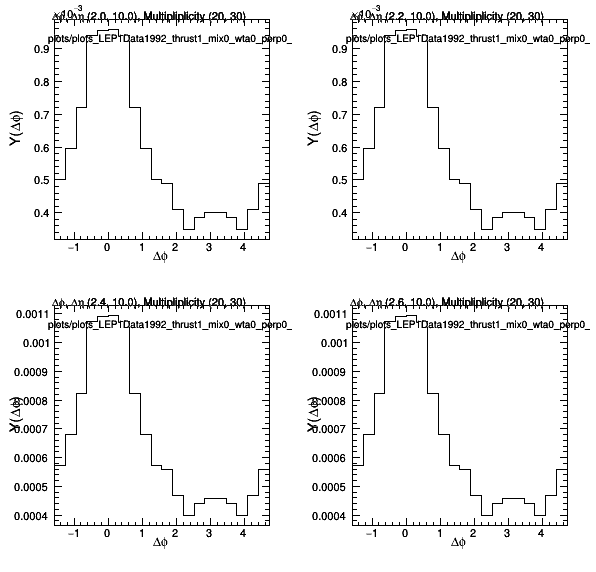 ×10⁻³
Δϕ, Δη (2.0, 10.0), Multipliplicity (20, 30)
plots/plots_LEP1Data1992_thrust1_mix0_wta0_perp0_
Y(Δϕ)
0.9
0.8
0.7
0.6
0.5
0.4
−1 0 1 2 3 4
Δϕ
×10⁻³
Δϕ, Δη (2.2, 10.0), Multipliplicity (20, 30)
plots/plots_LEP1Data1992_thrust1_mix0_wta0_perp0_
Y(Δϕ)
0.9
0.8
0.7
0.6
0.5
0.4
−1 0 1 2 3 4
Δϕ
Δϕ, Δη (2.4, 10.0), Multipliplicity (20, 30)
plots/plots_LEP1Data1992_thrust1_mix0_wta0_perp0_
Y(Δϕ)
0.0011
0.001
0.0009
0.0008
0.0007
0.0006
0.0005
0.0004
−1 0 1 2 3 4
Δϕ
Δϕ, Δη (2.6, 10.0), Multipliplicity (20, 30)
plots/plots_LEP1Data1992_thrust1_mix0_wta0_perp0_
Y(Δϕ)
0.0011
0.001
0.0009
0.0008
0.0007
0.0006
0.0005
0.0004
−1 0 1 2 3 4
Δϕ